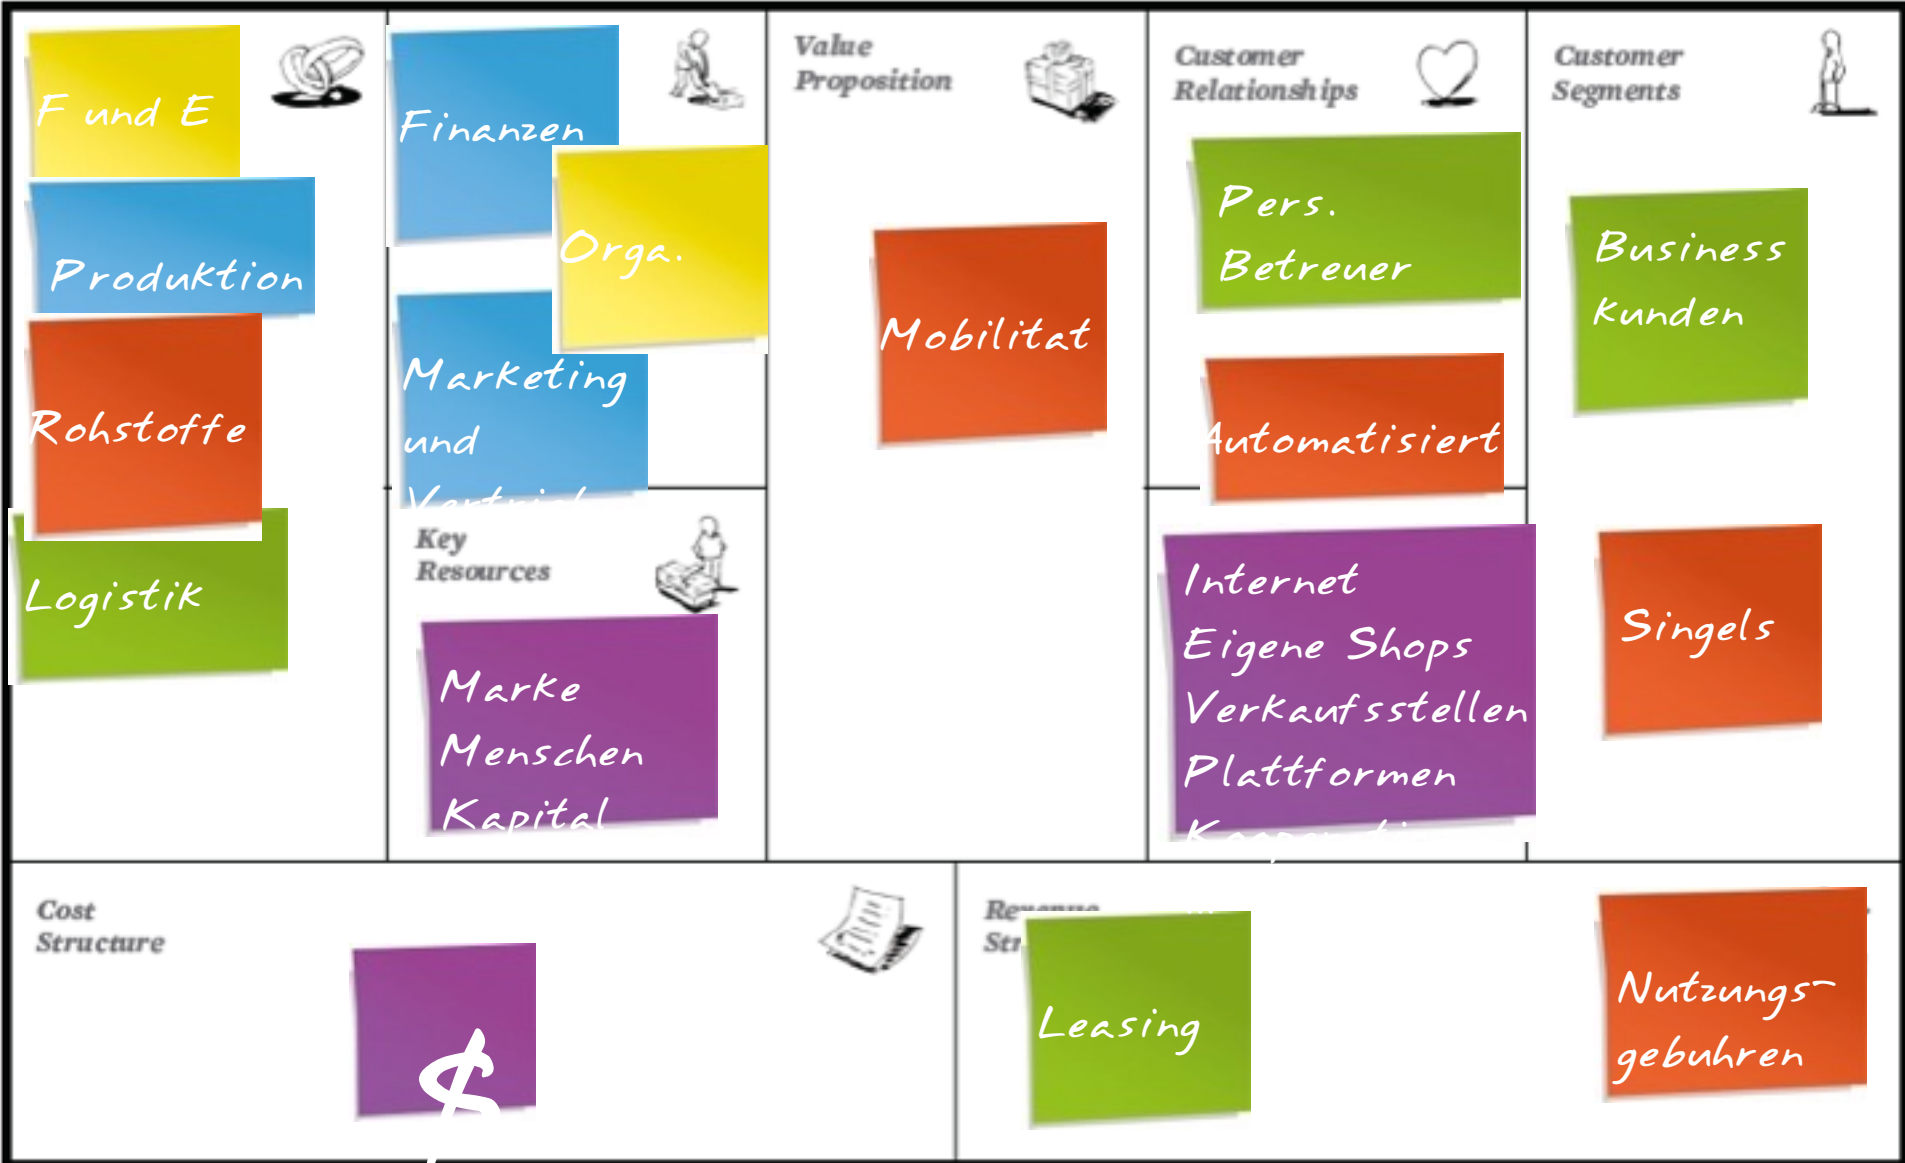 F und E
Produktion
Rohstoffe
Logistik
Finanzen
Orga.
Marketing
und
Key
Resources
Marke
Menschen
Kapital
Value
Proposition
Mobilitat
Customer
Relationships
Pers.
Betreuer
Automatisiert
Internet
Eigene Shops
Verkaufsstellen
Plattformen
Customer
Segments
Business
kunden
Singels
Cost
Structure
$
Leasing
Nutzungs-
gebuhren